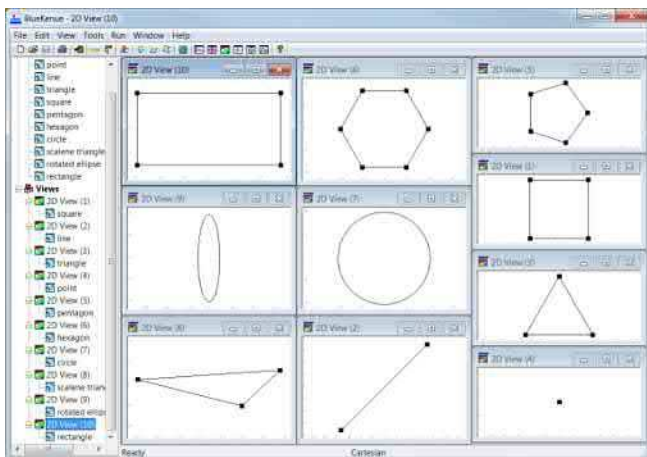 BlueKenue - 2D View (10)
File Edit View Tools Run Window Help
point
line
triangle
square
pentagon
hexagon
circle
scalene triangle
rotated ellipse
rectangle
Views
2D View (1)
square
2D View (2)
line
2D View (3)
triangle
2D View (4)
point
2D View (5)
pentagon
2D View (6)
hexagon
2D View (7)
circle
2D View (8)
scalene trian
2D View (9)
rotated ellips
2D View (10)
rectangle
2D View (10)
2D View (6)
2D View (5)
2D View (1)
2D View (9)
2D View (7)
2D View (3)
2D View (8)
2D View (2)
2D View (4)
Ready
Cartesian